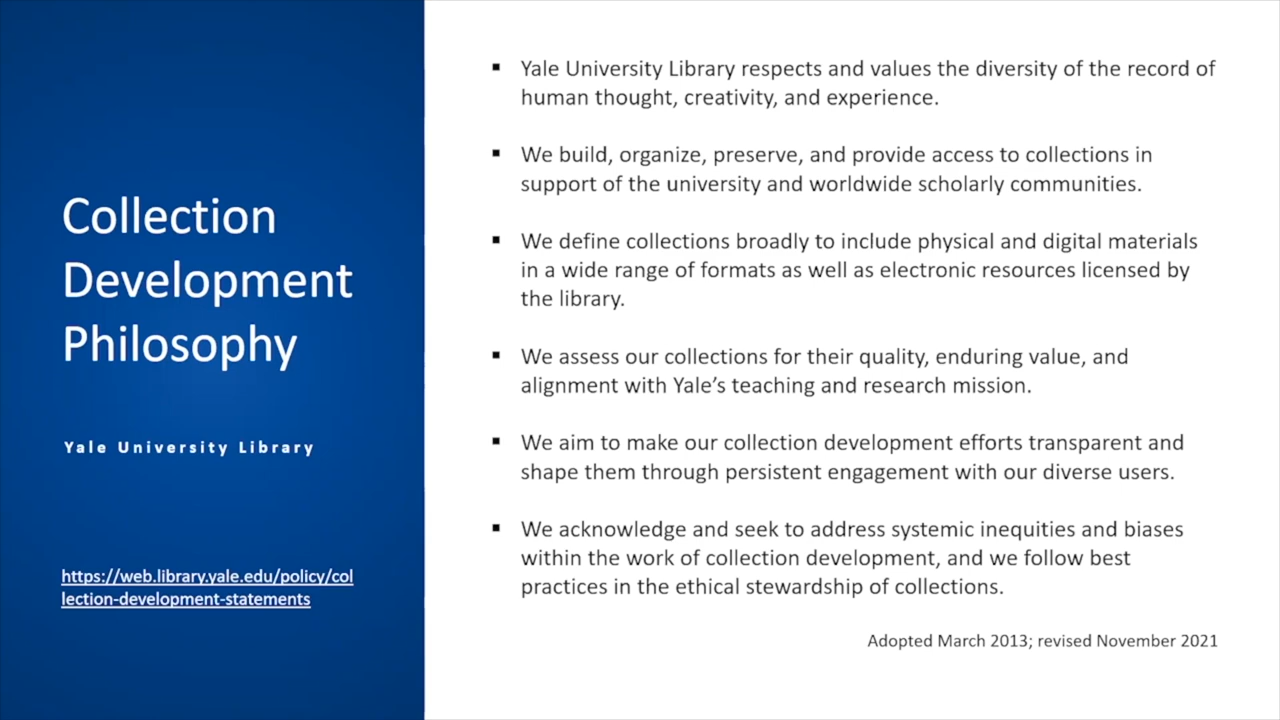 Collection
Development
Philosophy
Yale University Library
https://web.library.yale.edu/policy/col
lection-development-statements
▪ Yale University Library respects and values the diversity of the record of
human thought, creativity, and experience.
▪ We build, organize, preserve, and provide access to collections in
support of the university and worldwide scholarly communities.
▪ We define collections broadly to include physical and digital materials
in a wide range of formats as well as electronic resources licensed by
the library.
▪ We assess our collections for their quality, enduring value, and
alignment with Yale’s teaching and research mission.
▪ We aim to make our collection development efforts transparent and
shape them through persistent engagement with our diverse users.
▪ We acknowledge and seek to address systemic inequities and biases
within the work of collection development, and we follow best
practices in the ethical stewardship of collections.
Adopted March 2013; revised November 2021